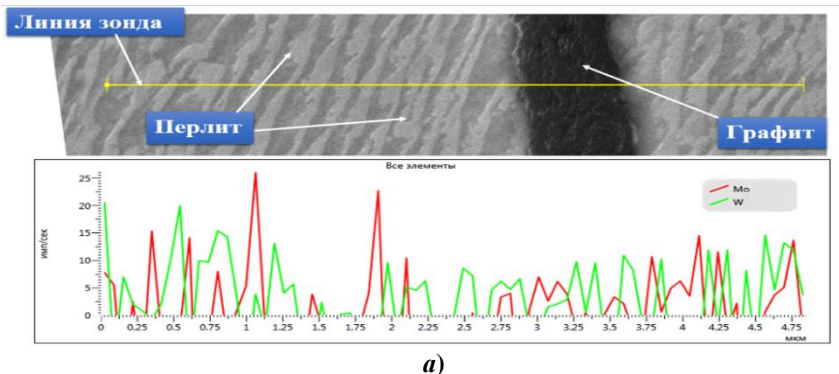 Линия зонда
Перлит
Графит
Все элементы
имп/сек
25
20
15
10
5
0
Mo
W
0 0.25 0.5 0.75 1 1.25 1.5 1.75 2 2.25 2.5 2.75 3 3.25 3.5 3.75 4 4.25 4.5 4.75
мкм
а)